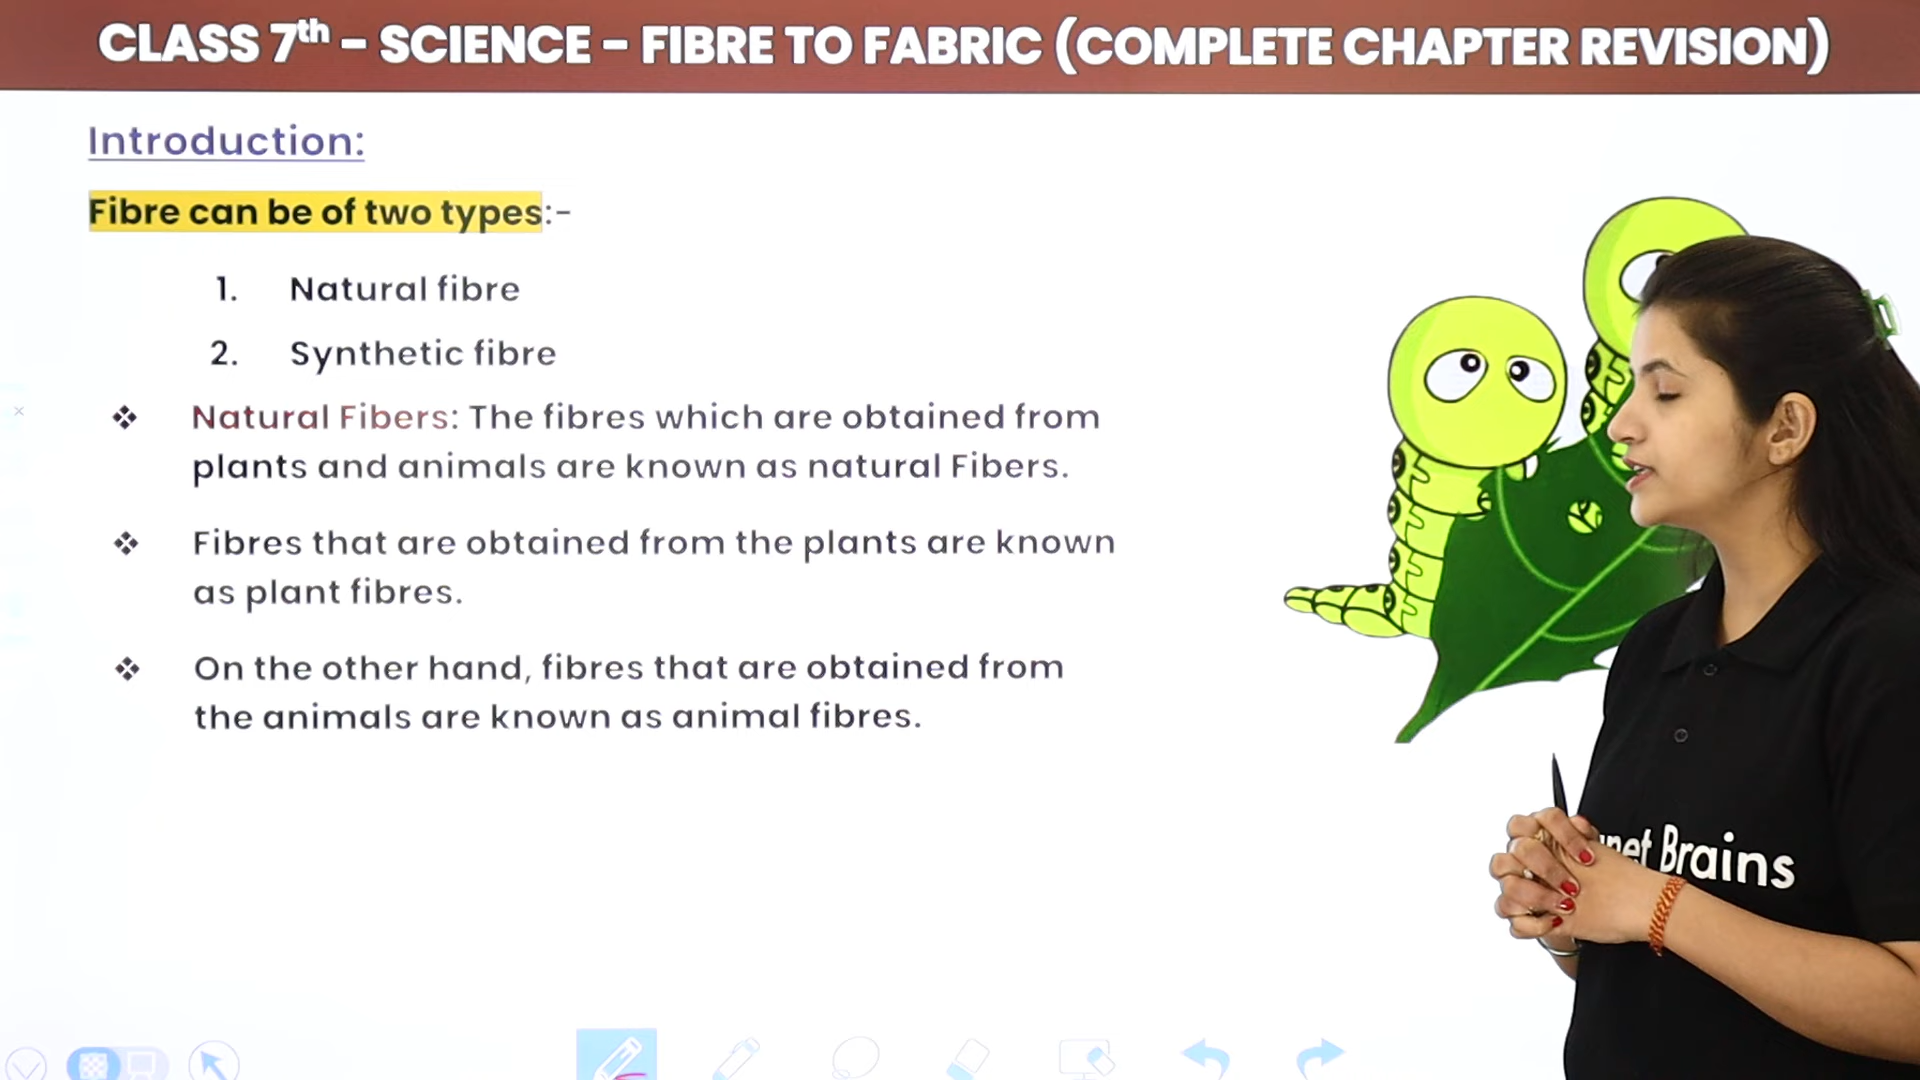 CLASS 7th - SCIENCE - FIBRE TO FABRIC (COMPLETE CHAPTER REVISION)
Introduction:
Fibre can be of two types:-
1. Natural fibre
2. Synthetic fibre
❖ Natural Fibers: The fibres which are obtained from
plants and animals are known as natural Fibers.
❖ Fibres that are obtained from the plants are known
as plant fibres.
❖ On the other hand, fibres that are obtained from
the animals are known as animal fibres.
Brains